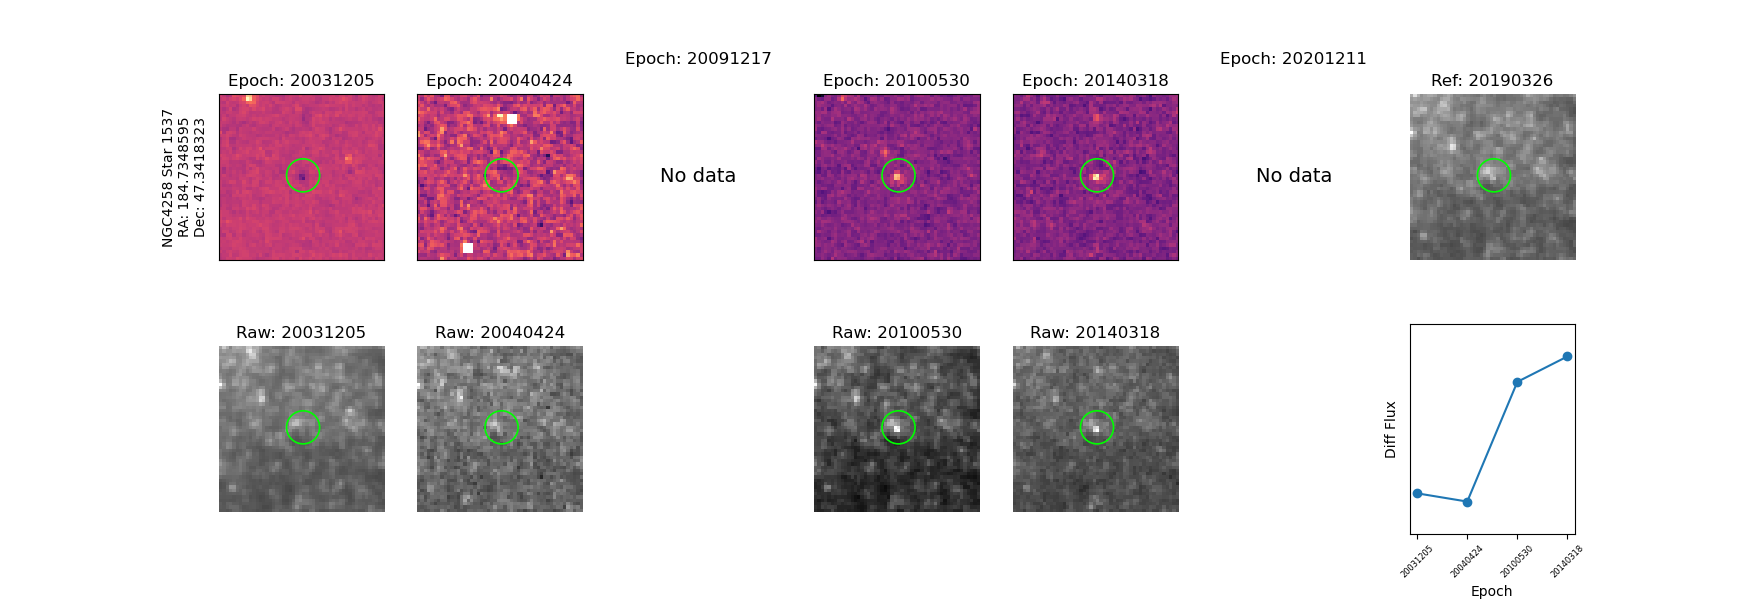 Epoch: 20091217
Epoch: 20201211
Epoch: 20031205
Epoch: 20040424
Epoch: 20100530
Epoch: 20140318
Ref: 20190326
NGC4258 Star 1537
RA: 184.7348595
Dec: 47.3418323
No data
No data
Raw: 20031205
Raw: 20040424
Raw: 20100530
Raw: 20140318
Diff Flux
20031205
20040424
20100530
20140318
Epoch